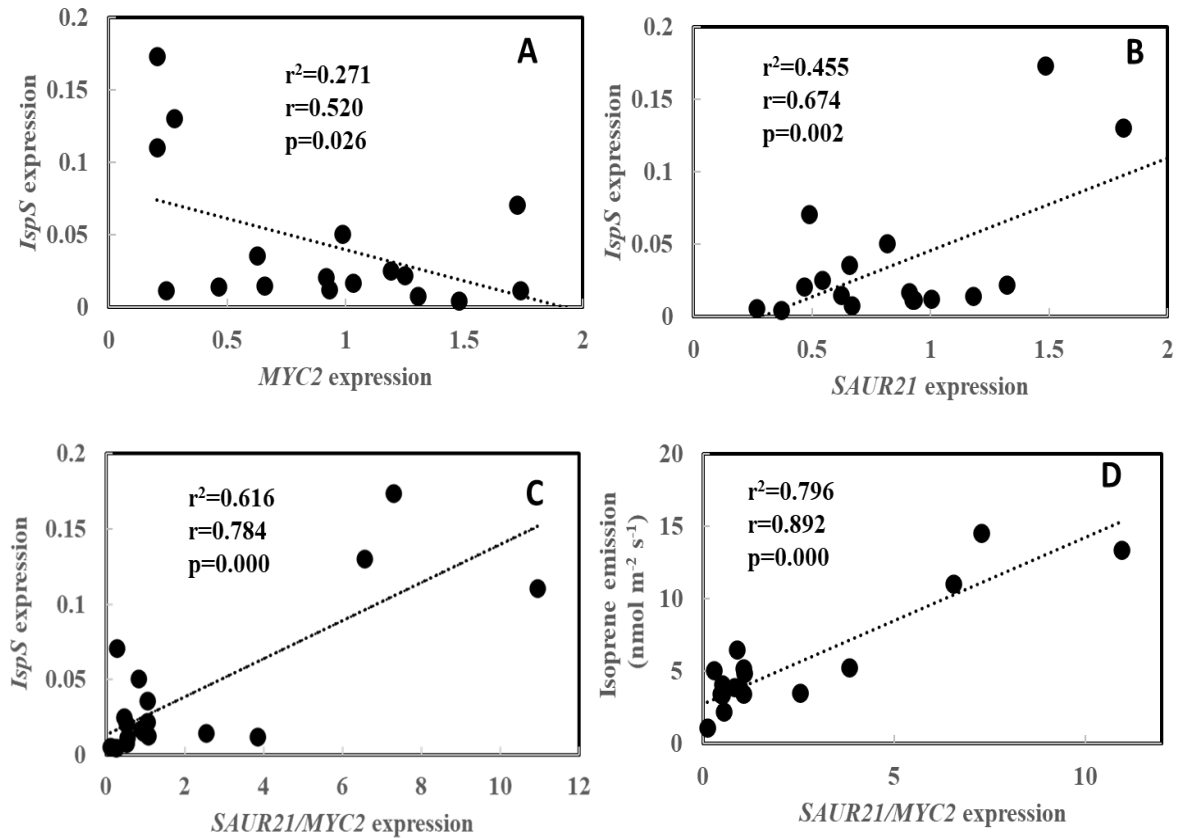 A
r²=0.271
r=0.520
p=0.026
0.2
0.15
0.1
0.05
0
IspS expression
0
0.5
1
1.5
2
MYC2 expression
B
r²=0.455
r=0.674
p=0.002
0.2
0.15
0.1
0.05
0
IspS expression
0
0.5
1
1.5
2
SAUR21 expression
C
r²=0.616
r=0.784
p=0.000
0.2
0.15
0.1
0.05
0
IspS expression
0
2
4
6
8
10
12
SAUR21/MYC2 expression
D
r²=0.796
r=0.892
p=0.000
20
15
10
5
0
Isoprene emission
(nmol m⁻² s⁻¹)
0
5
10
SAUR21/MYC2 expression